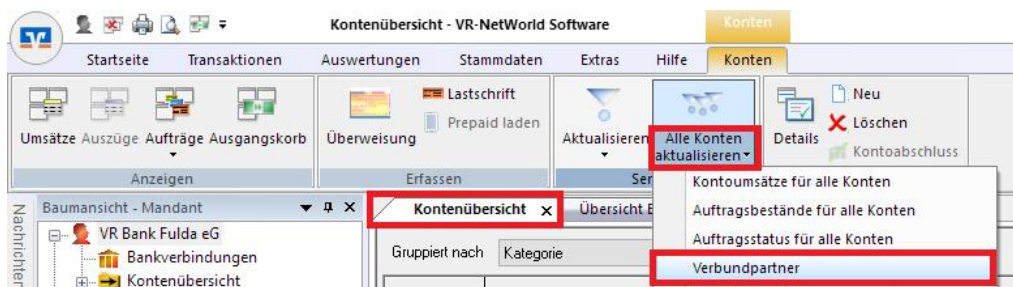 Kontenübersicht - VR-NetWorld Software
Konten
Startseite Transaktionen Auswertungen Stammdaten Extras Hilfe Konten
Umsätze Auszüge Aufträge Ausgangskorb
Anzeigen
Überweisung
Lastschrift
Prepaid laden
Erfassen
Aktualisieren
Alle Konten
aktualisieren
Ser
Details
Neu
Löschen
Kontoabschluss
Kontoumsätze für alle Konten
Auftragsbestände für alle Konten
Auftragsstatus für alle Konten
Verbundpartner
Nachrichten
Baumansicht - Mandant
VR Bank Fulda eG
Bankverbindungen
Kontenübersicht
Kontenübersicht x Übersicht
Gruppiert nach Kategorie